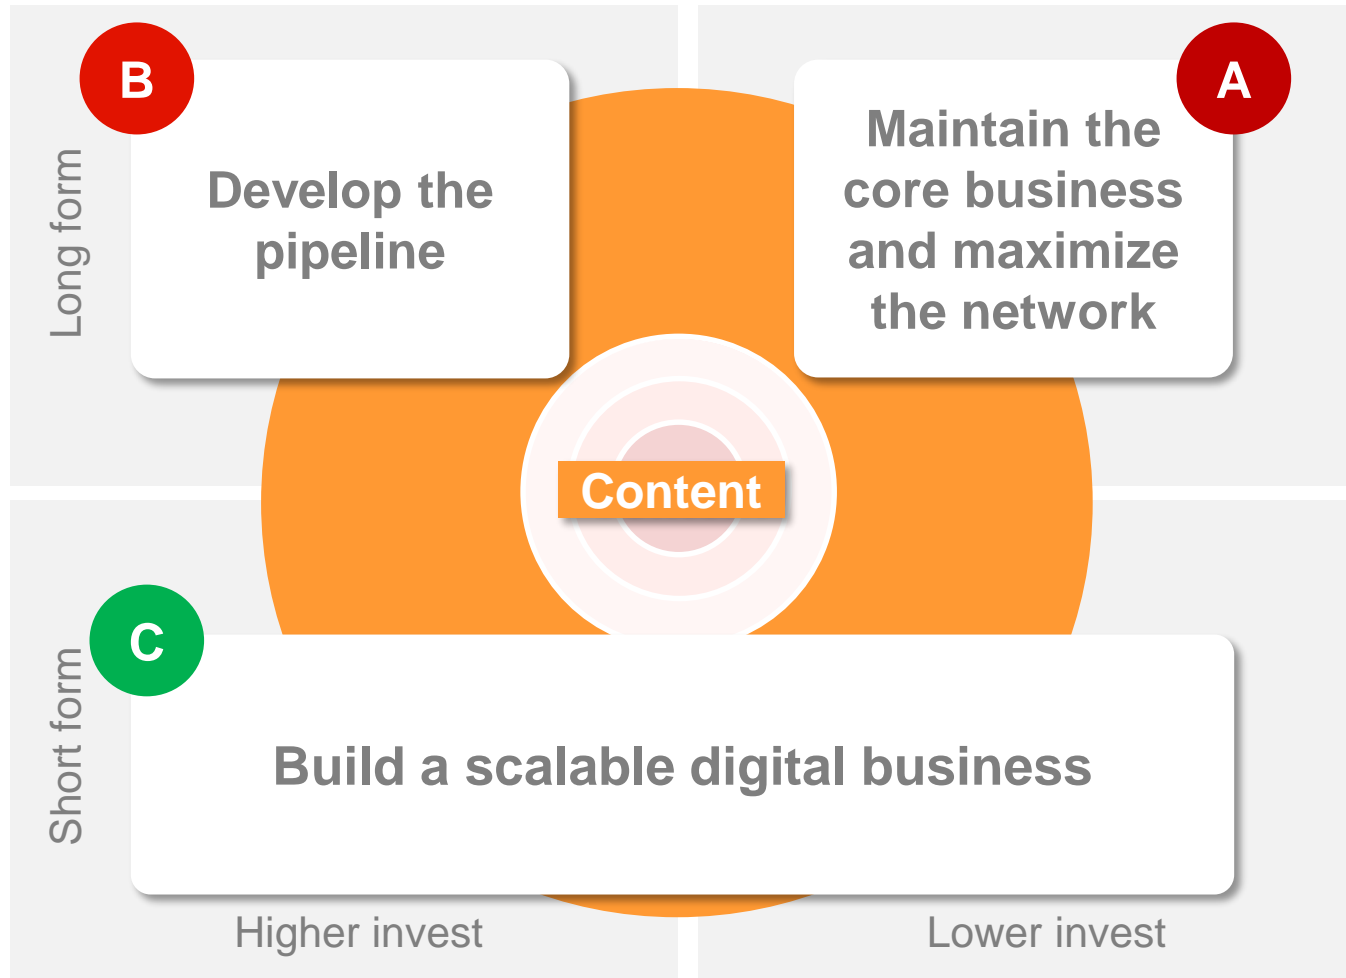 B
Develop the
pipeline
A
Maintain the
core business
and maximize
the network
Long form
Content
C
Build a scalable digital business
Short form
Higher invest
Lower invest